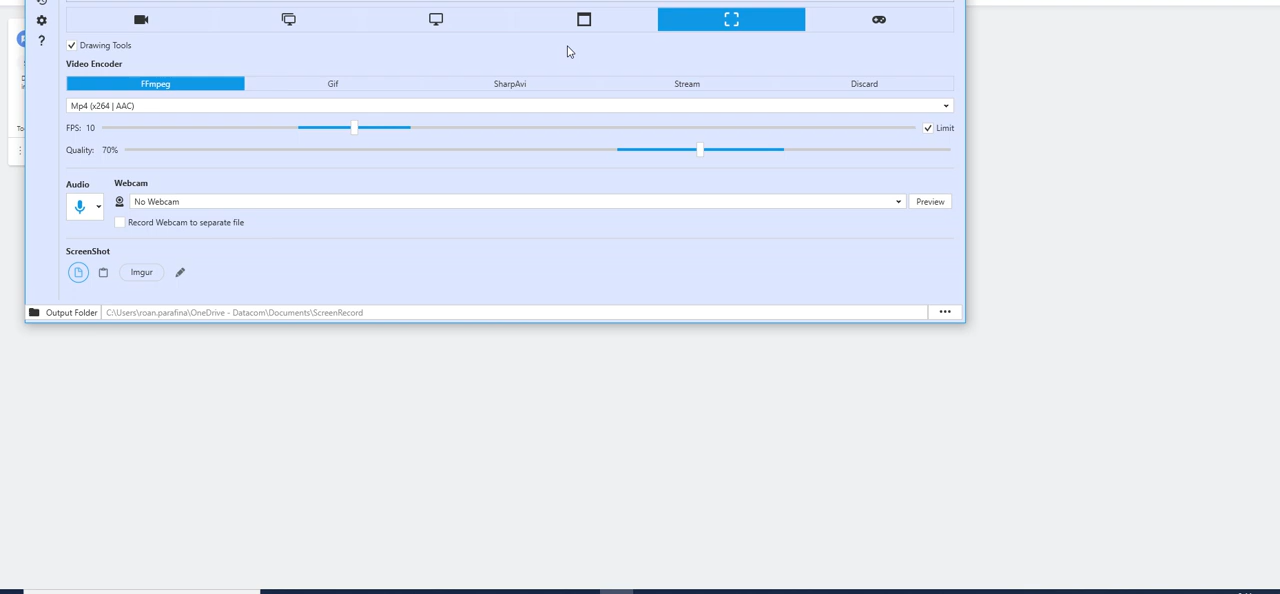 ?
Drawing Tools
Video Encoder
FFmpeg Gif SharpAvi Stream Discard
Mp4 (x264 | AAC)
FPS: 10 Limit
Quality: 70%
Audio Webcam
No Webcam Preview
Record Webcam to separate file
ScreenShot
Imgur
Output Folder C:\Users\roan.parafina\OneDrive - Datacom\Documents\ScreenRecord
To